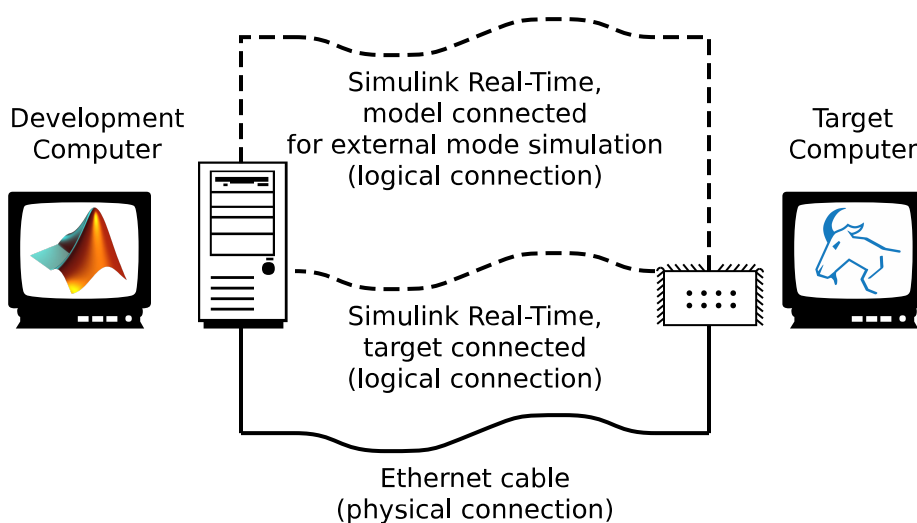 Simulink Real-Time,
model connected
for external mode simulation
(logical connection)
Development
Computer
Target
Computer
Simulink Real-Time,
target connected
(logical connection)
Ethernet cable
(physical connection)